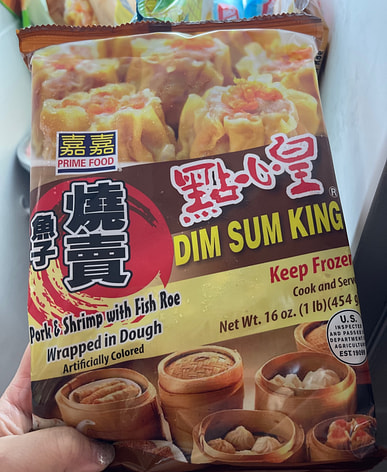 嘉嘉
PRIME FOOD
點心皇
®
DIM SUM KING
魚子
燒賣
Keep Frozen
Cook and Serve
Net Wt. 16 oz. (1 lb)(454 g
Pork & Shrimp with Fish Roe
Wrapped in Dough
Artificially Colored
U.S.
INSPECTED
AND PASSED BY
DEPARTMENT OF
AGRICULTURE
EST 1909